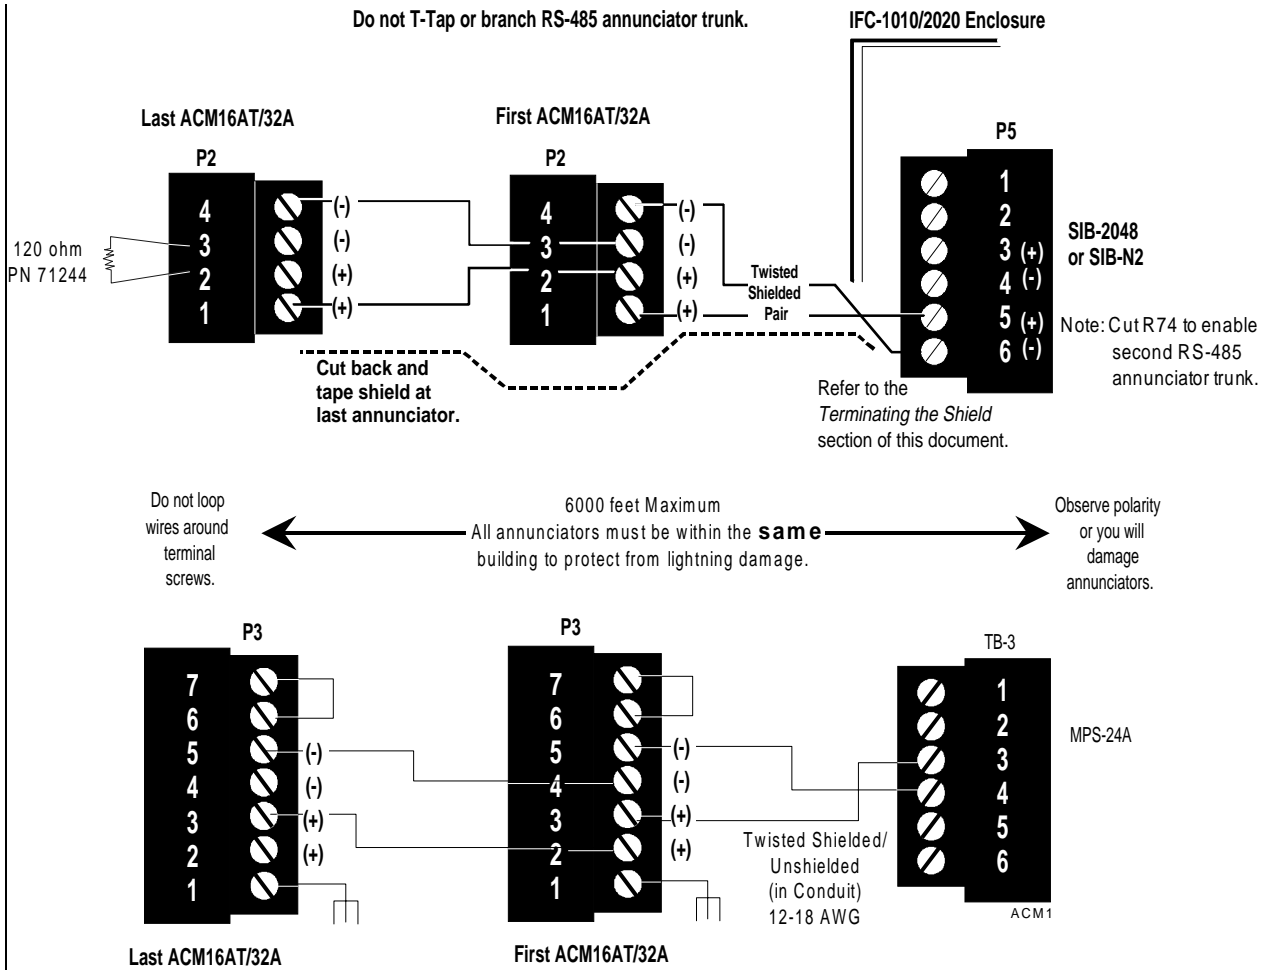 Do not T-Tap or branch RS-485 annunciator trunk.
IFC-1010/2020 Enclosure
Last ACM16AT/32A
First ACM16AT/32A
P5
P2
P2
4
3
2
1
(-)
(-)
(+)
(+)
120 ohm
PN 71244
4
3
2
1
(-)
(-)
(+)
(+)
Twisted
Shielded
Pair
1
2
3 (+)
4 (-)
5 (+)
6 (-)
SIB-2048
or SIB-N2
Note: Cut R74 to enable
second RS-485
annunciator trunk.
Cut back and
tape shield at
last annunciator.
Refer to the
Terminating the Shield
section of this document.
Do not loop
wires around
terminal
screws.
6000 feet Maximum
All annunciators must be within the same
building to protect from lightning damage.
Observe polarity
or you will
damage
annunciators.
P3
P3
TB-3
7
6
5
4
3
2
1
(-)
(-)
(+)
(+)
7
6
5
4
3
2
1
(-)
(-)
(+)
(+)
Twisted Shielded/
Unshielded
(in Conduit)
12-18 AWG
1
2
3
4
5
6
MPS-24A
ACM1
Last ACM16AT/32A
First ACM16AT/32A